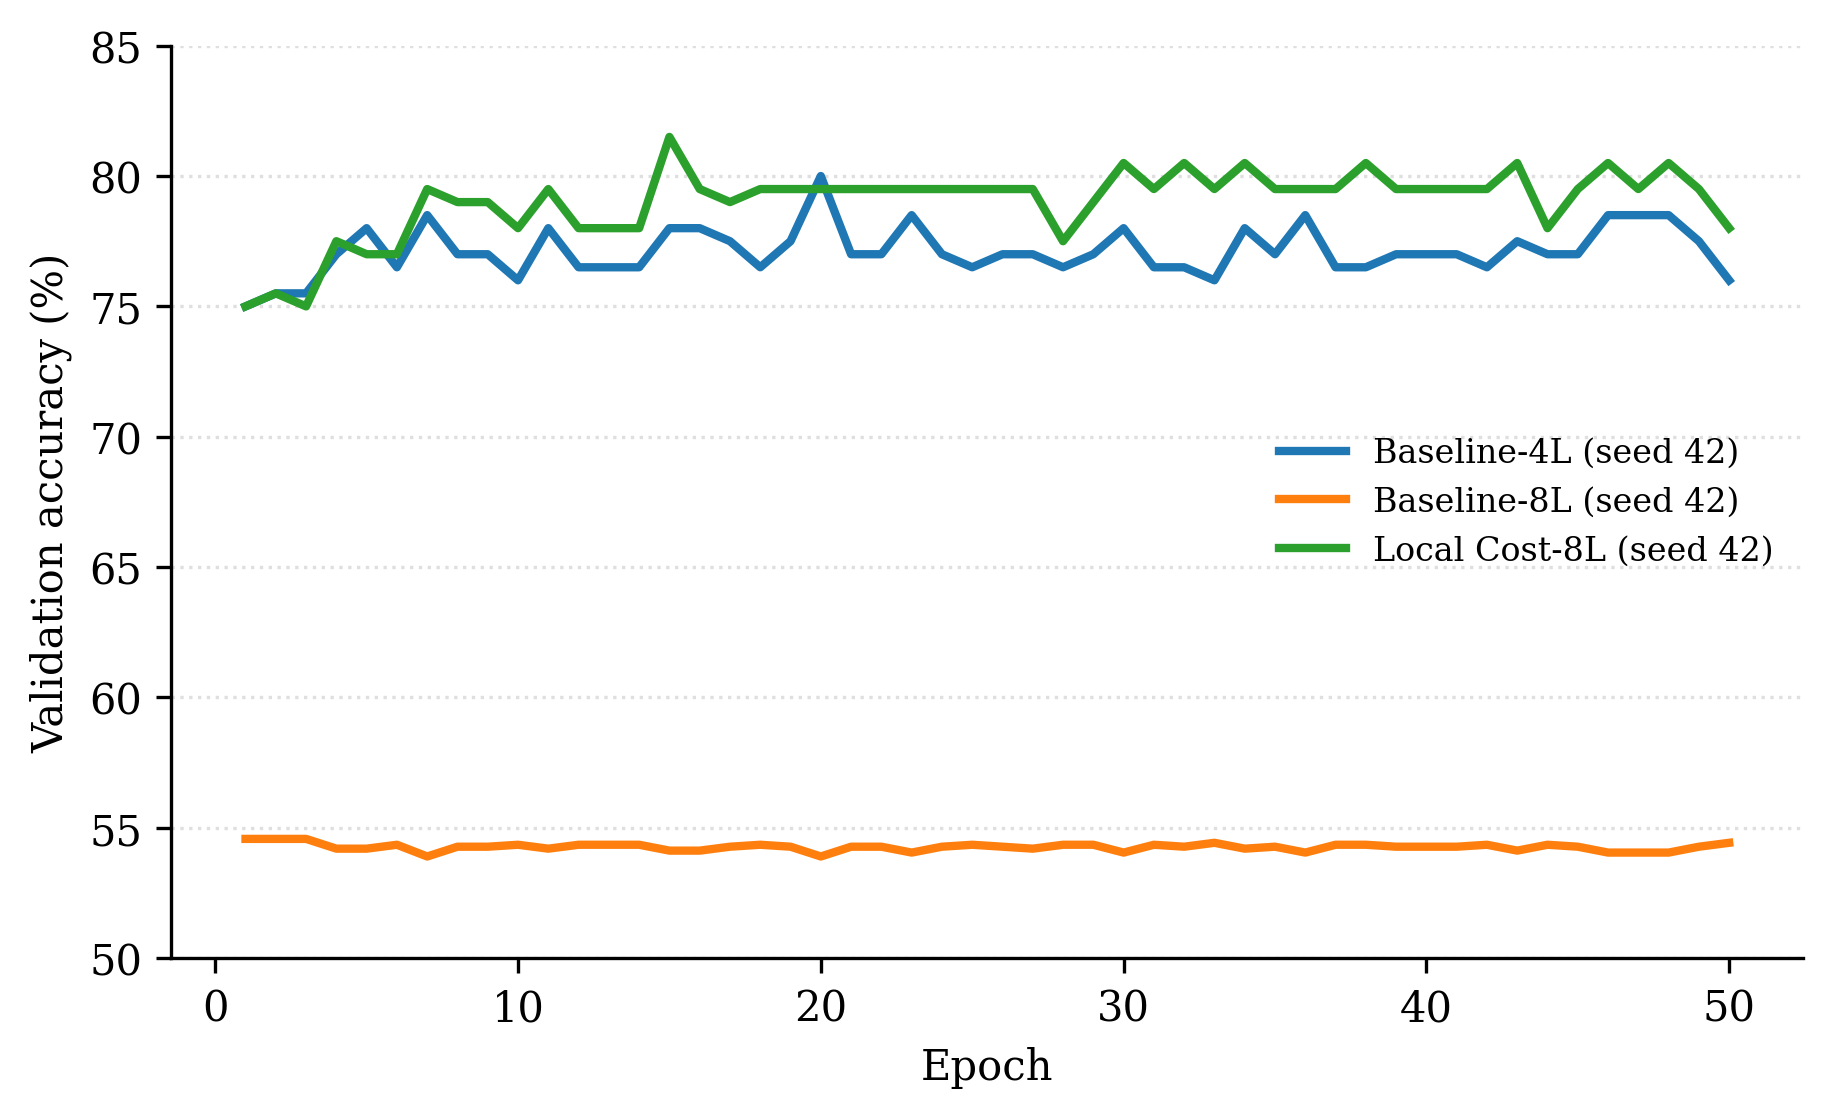 85
80
75
70
65
60
55
50
Validation accuracy (%)
Baseline-4L (seed 42)
Baseline-8L (seed 42)
Local Cost-8L (seed 42)
0 10 20 30 40 50
Epoch